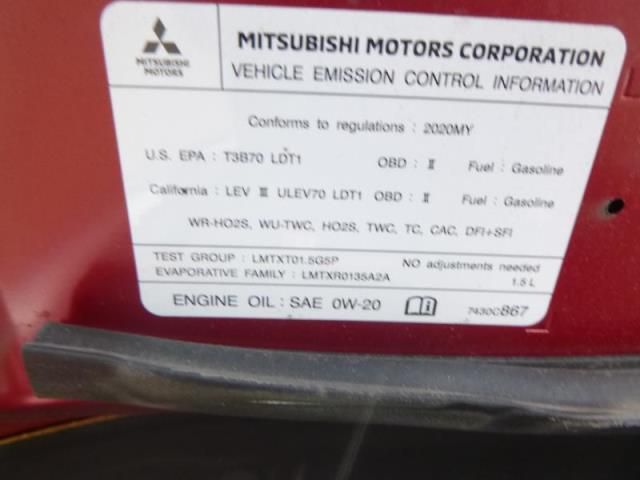 MITSUBISHI MOTORS CORPORATION
MITSUBISHI
MOTORS
VEHICLE EMISSION CONTROL INFORMATION
Conforms to regulations : 2020MY
U.S. EPA : T3B70 LDT1 OBD : II Fuel : Gasoline
California : LEV III ULEV70 LDT1 OBD : II Fuel : Gasoline
WR-HO2S, WU-TWC, HO2S, TWC, TC, CAC, DFI+SFI
TEST GROUP : LMTXT01.5G5P NO adjustments needed
EVAPORATIVE FAMILY : LMTXR0135A2A 1.5 L
ENGINE OIL : SAE 0W-20 7430C867